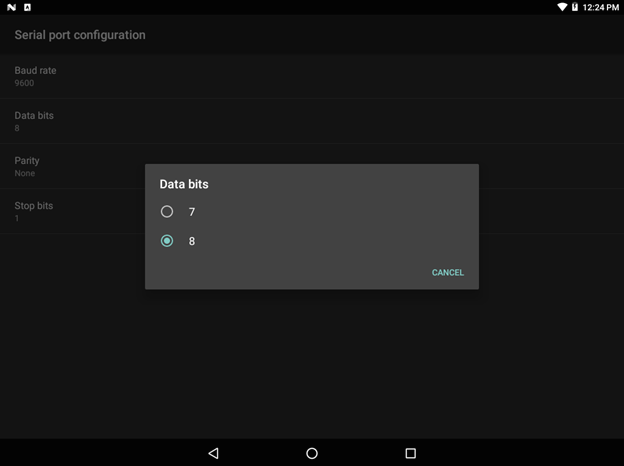 12:24 PM
Serial port configuration
Baud rate
9600
Data bits
8
Parity
None
Stop bits
1
Data bits
7
8
CANCEL